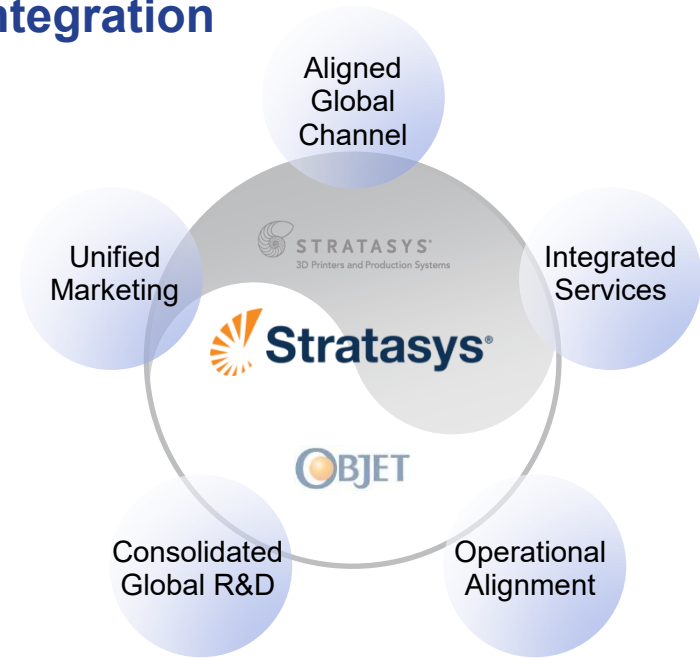 ntegration
Aligned
Global
Channel
STRATASYS®
3D Printers and Production Systems
Unified
Marketing
Integrated
Services
Stratasys®
OBJET
Consolidated
Global R&D
Operational
Alignment